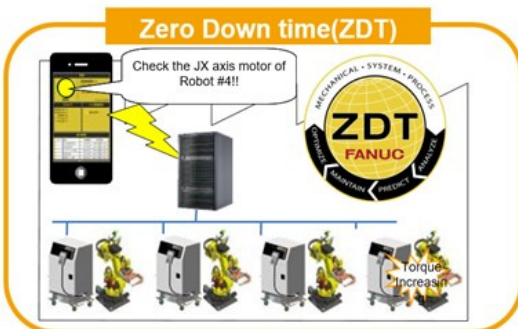 Zero Down time(ZDT)
Check the JX axis motor of
Robot #4!!
MECHANICAL • SYSTEM • PROCESS
ZDT
FANUC
OPTIMIZE
MAINTAIN
PREDICT
ANALYZE
Torque
Increasin